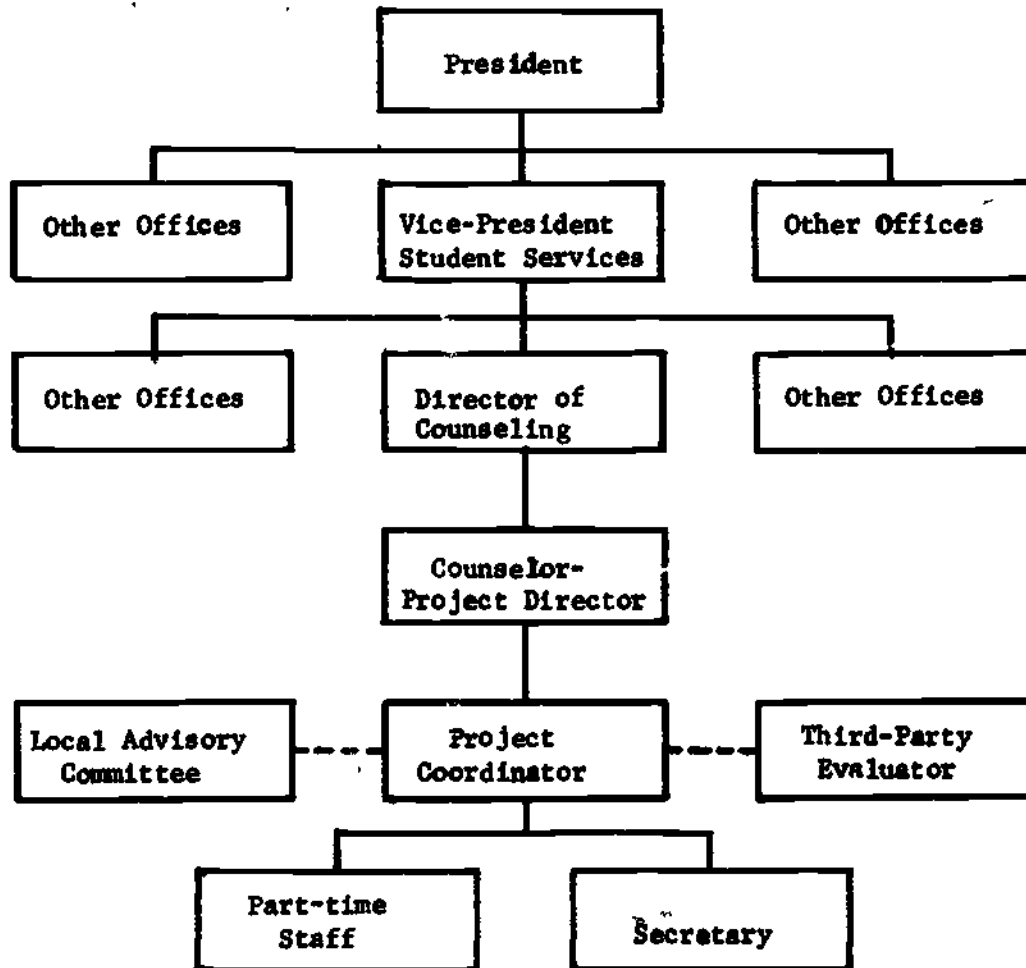 President
Other Offices
Vice-President
Student Services
Other Offices
Other Offices
Director of
Counseling
Other Offices
Counselor-
Project Director
Local Advisory
Committee
Project
Coordinator
Third-Party
Evaluator
Part-time
Staff
Secretary